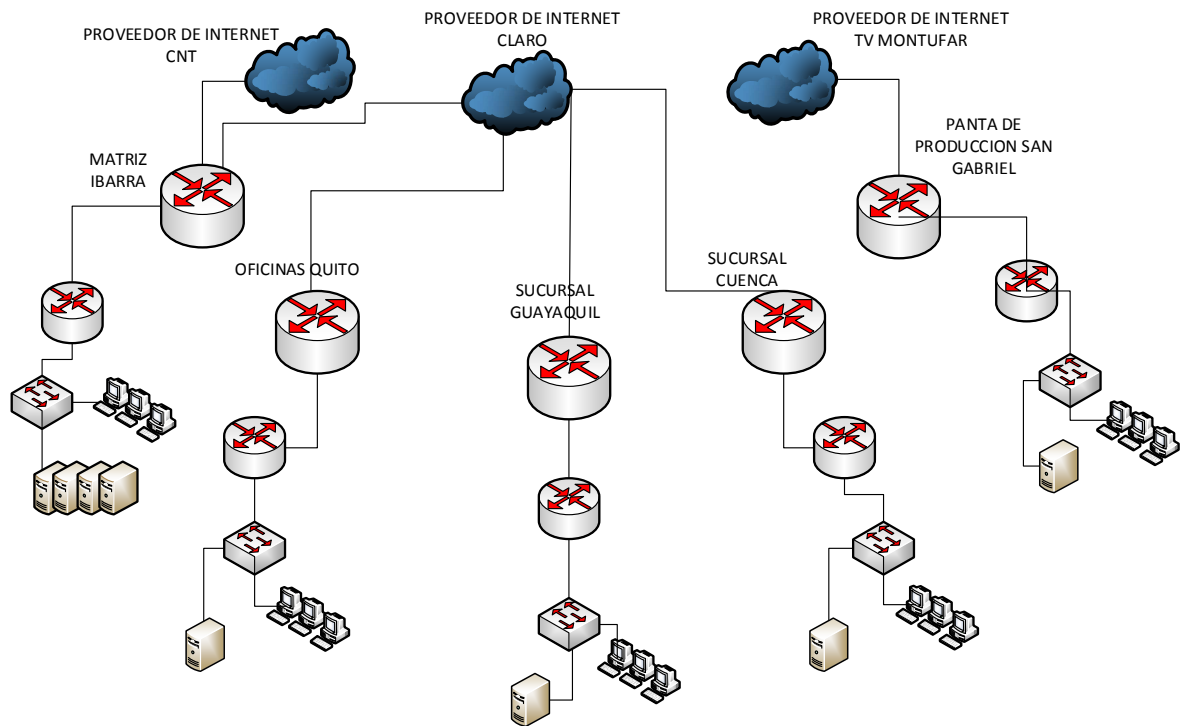 PROVEEDOR DE INTERNET
CNT
PROVEEDOR DE INTERNET
CLARO
PROVEEDOR DE INTERNET
TV MONTUFAR
MATRIZ
IBARRA
PANTA DE
PRODUCCION SAN
GABRIEL
OFICINAS QUITO
SUCURSAL
GUAYAQUIL
SUCURSAL
CUENCA